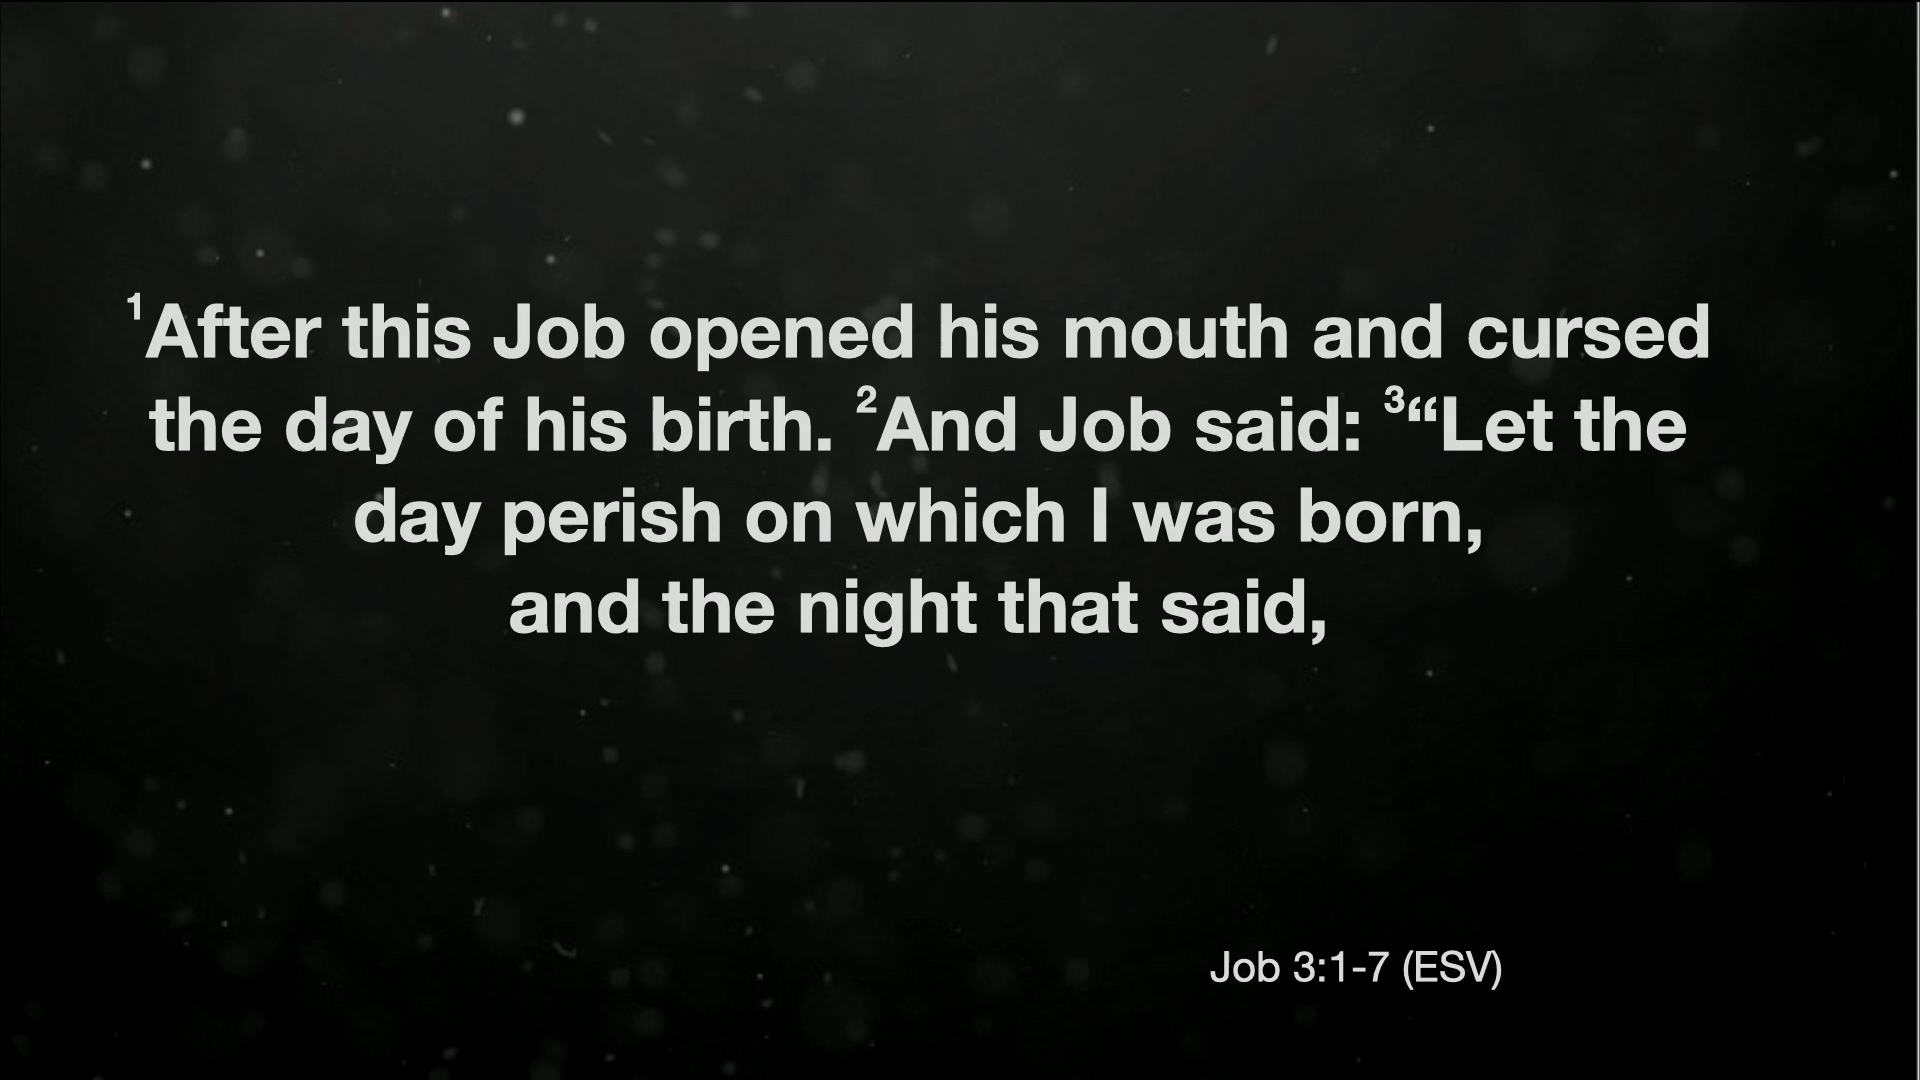 ¹After this Job opened his mouth and cursed
the day of his birth. ²And Job said: ³“Let the
day perish on which I was born,
and the night that said,
Job 3:1-7 (ESV)